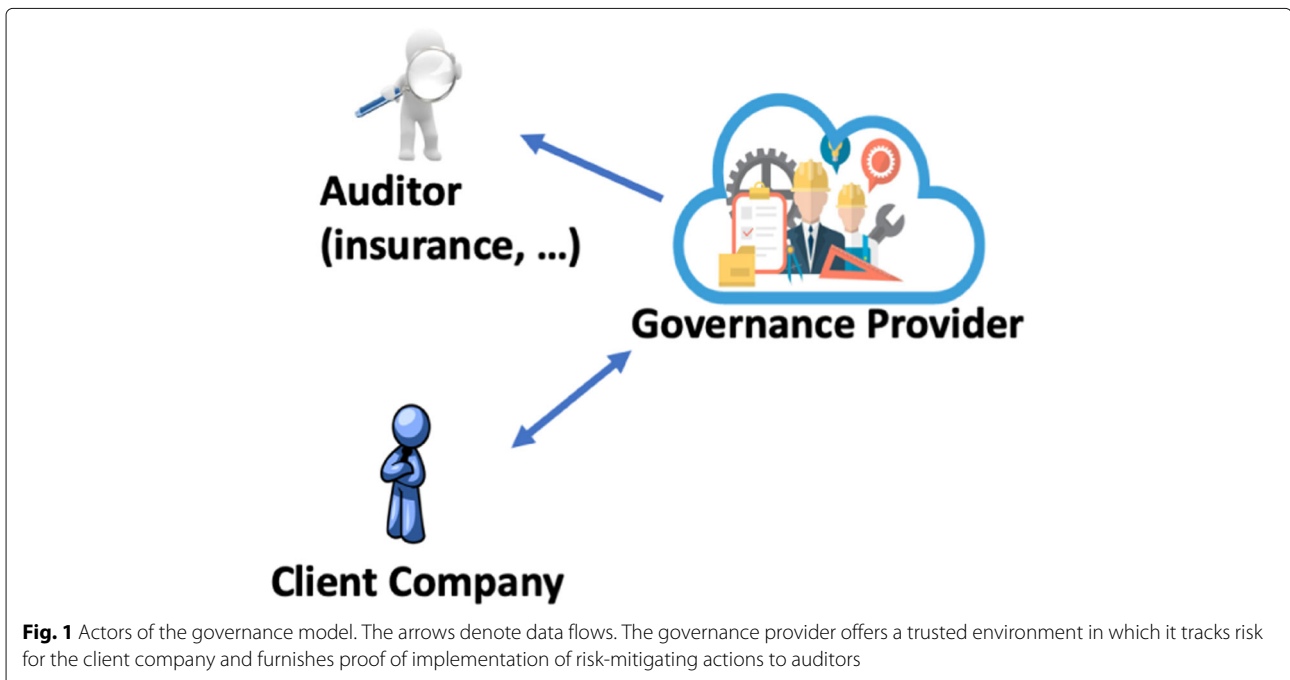 Auditor
(insurance, ...)
Governance Provider
Client Company
Fig. 1 Actors of the governance model. The arrows denote data flows. The governance provider offers a trusted environment in which it tracks risk
for the client company and furnishes proof of implementation of risk-mitigating actions to auditors